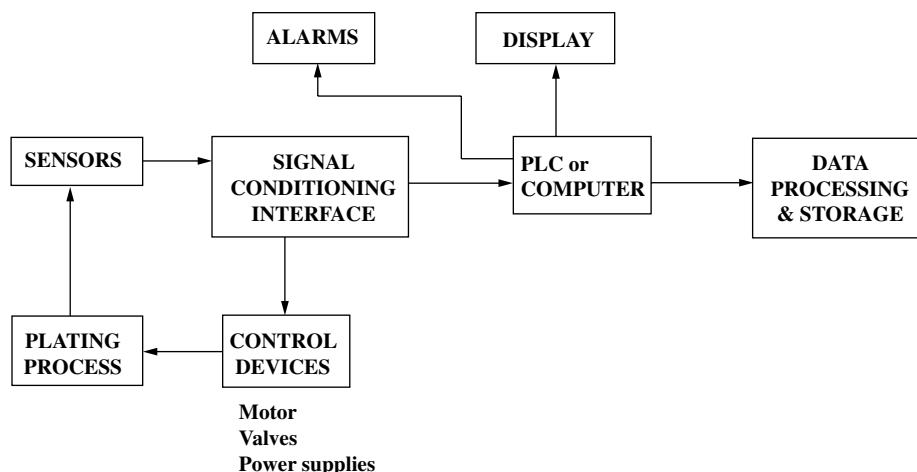 ALARMS
DISPLAY
SENSORS
SIGNAL
CONDITIONING
INTERFACE
PLC or
COMPUTER
DATA
PROCESSING
& STORAGE
PLATING
PROCESS
CONTROL
DEVICES
Motor
Valves
Power supplies